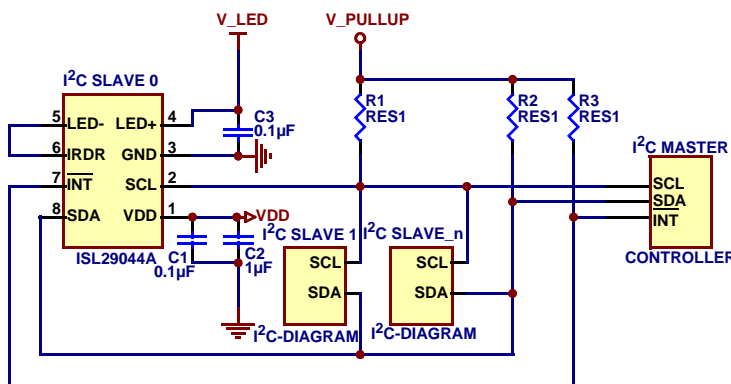 V_LED
V_PULLUP
I²C SLAVE 0
5
LED-
LED+
4
6
IRDR
GND
3
7
INT
SCL
2
8
SDA
VDD
1
ISL29044A
C3
0.1µF
VDD
C1
0.1µF
C2
1µF
R1
RES1
R2
RES1
R3
RES1
I²C MASTER
SCL
SDA
INT
CONTROLLER
I²C SLAVE 1
SCL
SDA
I²C-DIAGRAM
I²C SLAVE_n
SCL
SDA
I²C-DIAGRAM